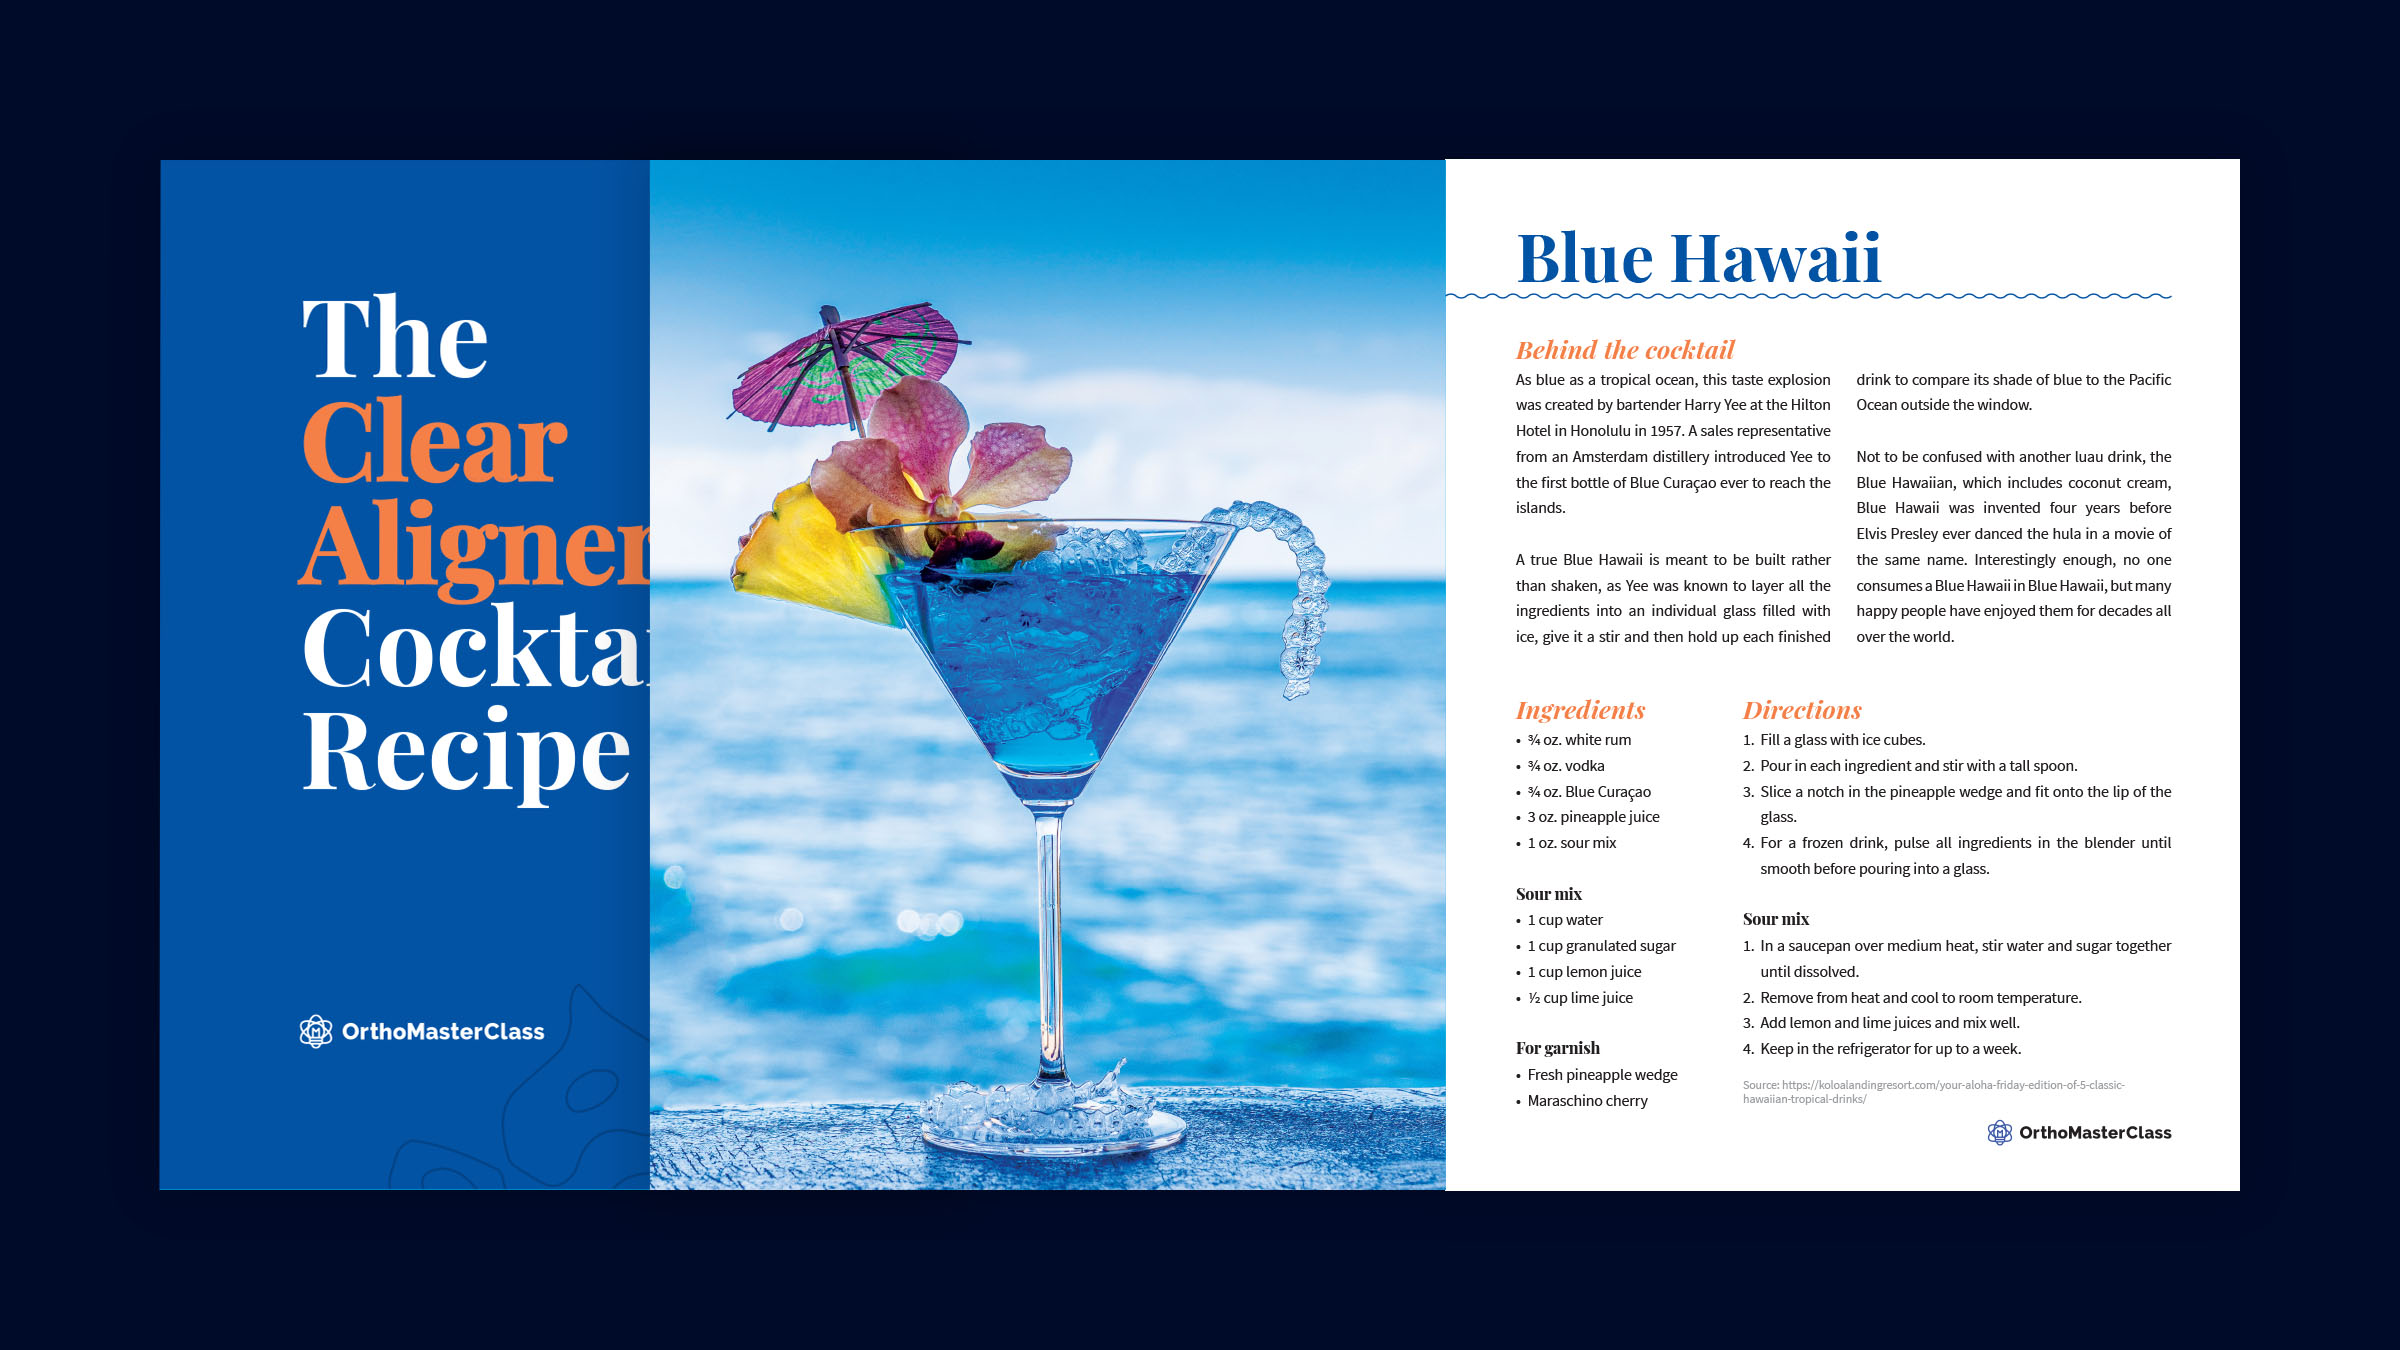 The
Clear
Aligner
Cockta
Recipe
OrthoMasterClass
Blue Hawaii
Behind the cocktail
As blue as a tropical ocean, this taste explosion
was created by bartender Harry Yee at the Hilton
Hotel in Honolulu in 1957. A sales representative
from an Amsterdam distillery introduced Yee to
the first bottle of Blue Curaçao ever to reach the
islands.
A true Blue Hawaii is meant to be built rather
than shaken, as Yee was known to layer all the
ingredients into an individual glass filled with
ice, give it a stir and then hold up each finished
drink to compare its shade of blue to the Pacific
Ocean outside the window.
Not to be confused with another luau drink, the
Blue Hawaiian, which includes coconut cream,
Blue Hawaii was invented four years before
Elvis Presley ever danced the hula in a movie of
the same name. Interestingly enough, no one
consumes a Blue Hawaii in Blue Hawaii, but many
happy people have enjoyed them for decades all
over the world.
Ingredients
• ¾ oz. white rum
• ¾ oz. vodka
• ¾ oz. Blue Curaçao
• 3 oz. pineapple juice
• 1 oz. sour mix
Sour mix
• 1 cup water
• 1 cup granulated sugar
• 1 cup lemon juice
• ½ cup lime juice
For garnish
• Fresh pineapple wedge
• Maraschino cherry
Directions
1. Fill a glass with ice cubes.
2. Pour in each ingredient and stir with a tall spoon.
3. Slice a notch in the pineapple wedge and fit onto the lip of the
glass.
4. For a frozen drink, pulse all ingredients in the blender until
smooth before pouring into a glass.
Sour mix
1. In a saucepan over medium heat, stir water and sugar together
until dissolved.
2. Remove from heat and cool to room temperature.
3. Add lemon and lime juices and mix well.
4. Keep in the refrigerator for up to a week.
Source: https://koloalandingresort.com/your-aloha-friday-edition-of-5-classic-
hawaiian-tropical-drinks/
OrthoMasterClass